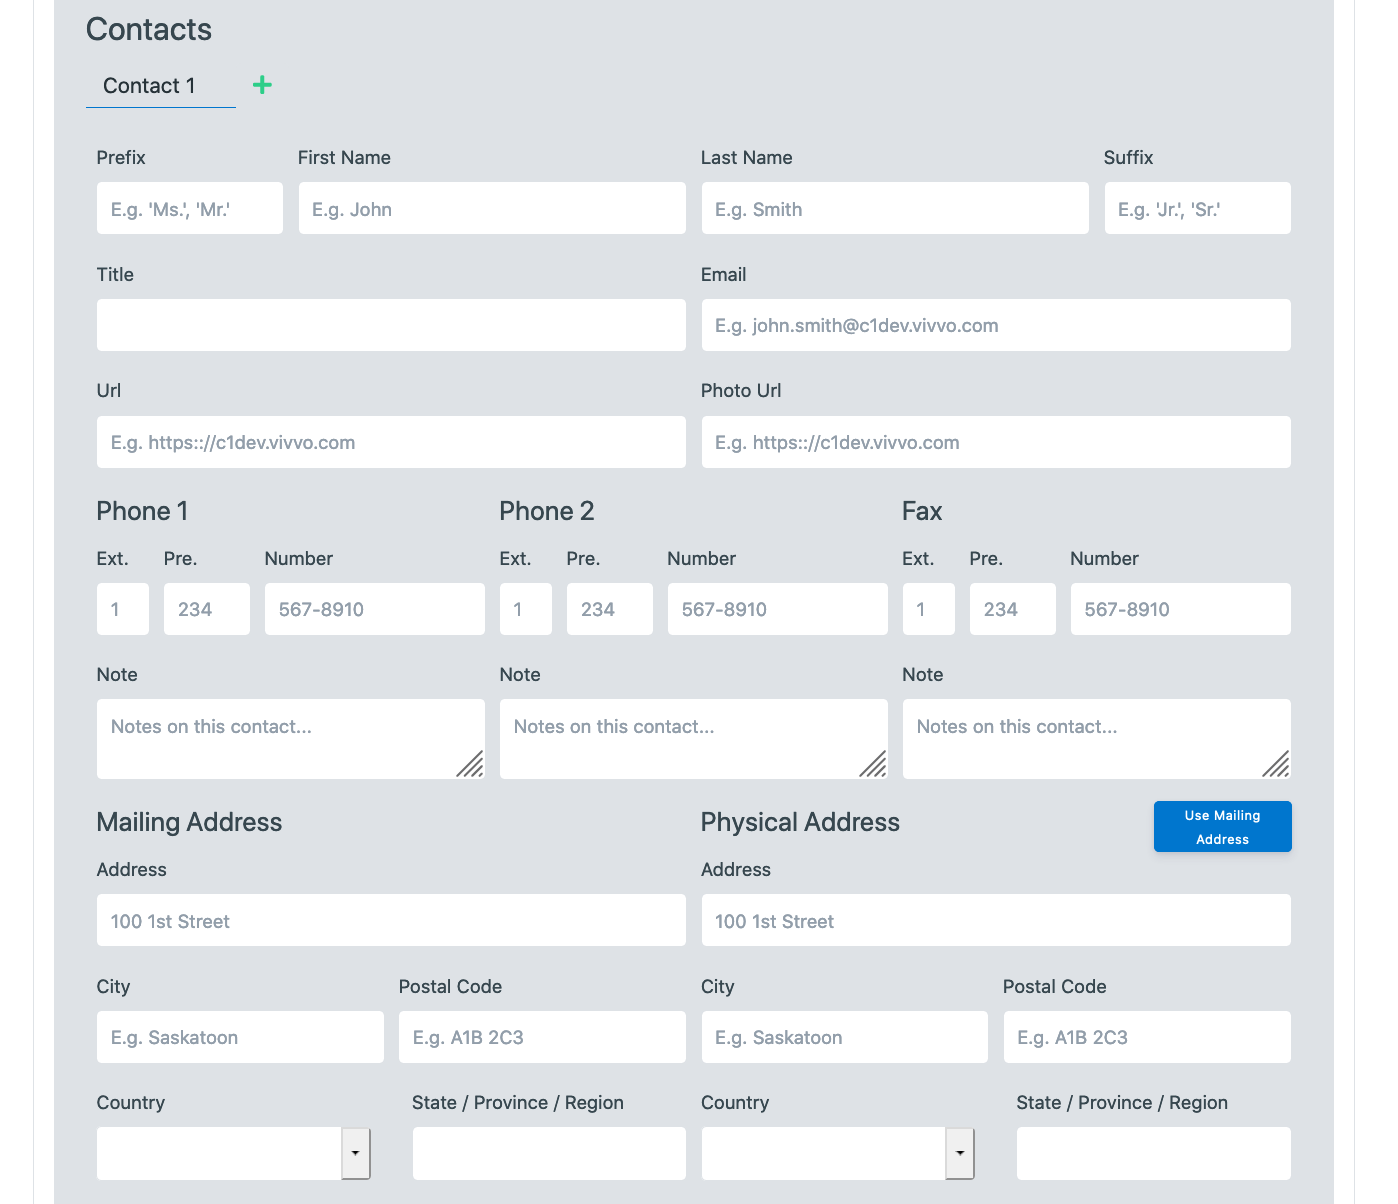 Contacts
Contact 1 +
Prefix First Name Last Name Suffix
E.g. 'Ms.', 'Mr.' E.g. John E.g. Smith E.g. 'Jr.', 'Sr.'
Title Email
E.g. john.smith@c1dev.vivvo.com
Url Photo Url
E.g. https:://c1dev.vivvo.com E.g. https:://c1dev.vivvo.com
Phone 1 Phone 2 Fax
Ext. Pre. Number Ext. Pre. Number Ext. Pre. Number
1 234 567-8910 1 234 567-8910 1 234 567-8910
Note Note Note
Notes on this contact... Notes on this contact... Notes on this contact...
Mailing Address Physical Address Use Mailing
Address
Address Address
100 1st Street 100 1st Street
City Postal Code City Postal Code
E.g. Saskatoon E.g. A1B 2C3 E.g. Saskatoon E.g. A1B 2C3
Country State / Province / Region Country State / Province / Region